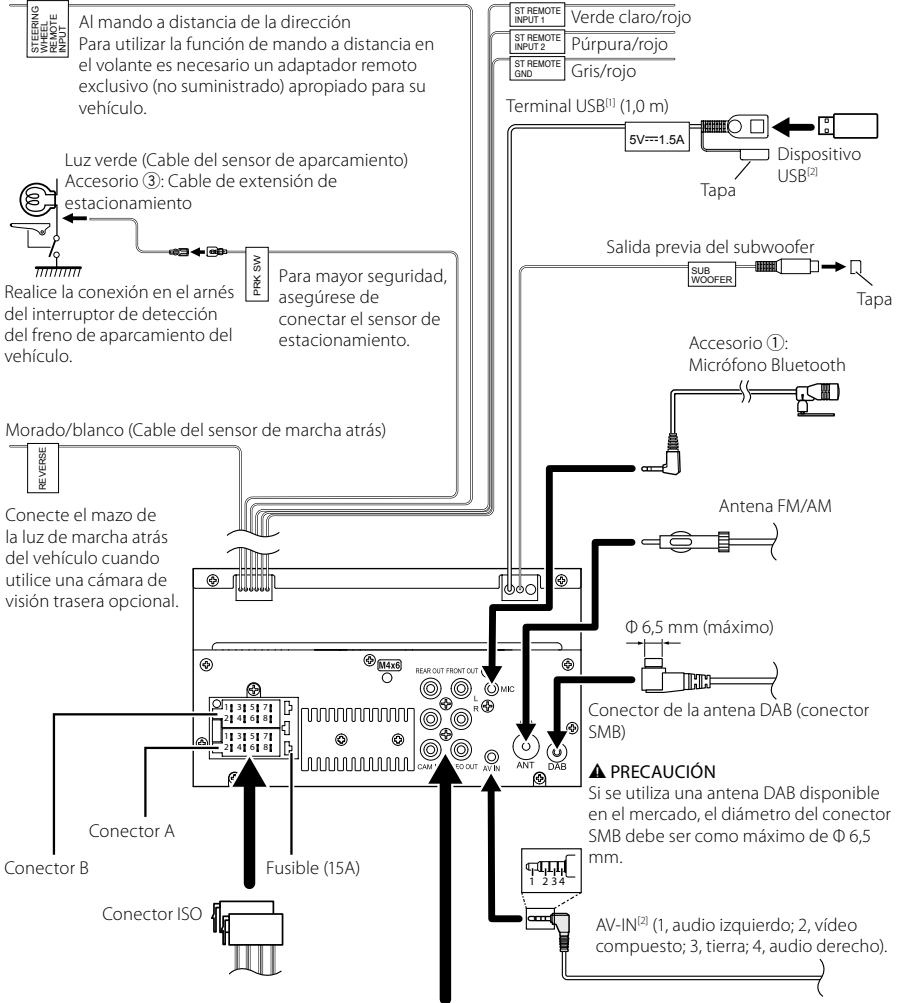 STEERING
WHEEL
REMOTE
INPUT
Al mando a distancia de la dirección
Para utilizar la función de mando a distancia en
el volante es necesario un adaptador remoto
exclusivo (no suministrado) apropiado para su
vehículo.
ST REMOTE
INPUT 1
Verde claro/rojo
ST REMOTE
INPUT 2
Púrpura/rojo
ST REMOTE
GND
Gris/rojo
Terminal USB[1] (1,0 m)
5V⎓1.5A
Dispositivo
USB[2]
Tapa
Luz verde (Cable del sensor de aparcamiento)
Accesorio ③: Cable de extensión de
estacionamiento
PRK SW
Realice la conexión en el arnés
del interruptor de detección
del freno de aparcamiento del
vehículo.
Para mayor seguridad,
asegúrese de
conectar el sensor de
estacionamiento.
Salida previa del subwoofer
SUB
WOOFER
Tapa
Accesorio ①:
Micrófono Bluetooth
Morado/blanco (Cable del sensor de marcha atrás)
REVERSE
Conecte el mazo de
la luz de marcha atrás
del vehículo cuando
utilice una cámara de
visión trasera opcional.
Antena FM/AM
Φ 6,5 mm (máximo)
Conector de la antena DAB (conector
SMB)
M4x6
REAR OUT FRONT OUT
L
R
MIC
1 3 5 7
2 4 6 8
1 3 5 7
2 4 6 8
CAM
EO OUT
AV IN
ANT
DAB
PRECAUCIÓN
Si se utiliza una antena DAB disponible
en el mercado, el diámetro del conector
SMB debe ser como máximo de Φ 6,5
mm.
Conector A
Conector B
Fusible (15A)
Conector ISO
1 2 3 4
AV-IN[2] (1, audio izquierdo; 2, vídeo
compuesto; 3, tierra; 4, audio derecho).